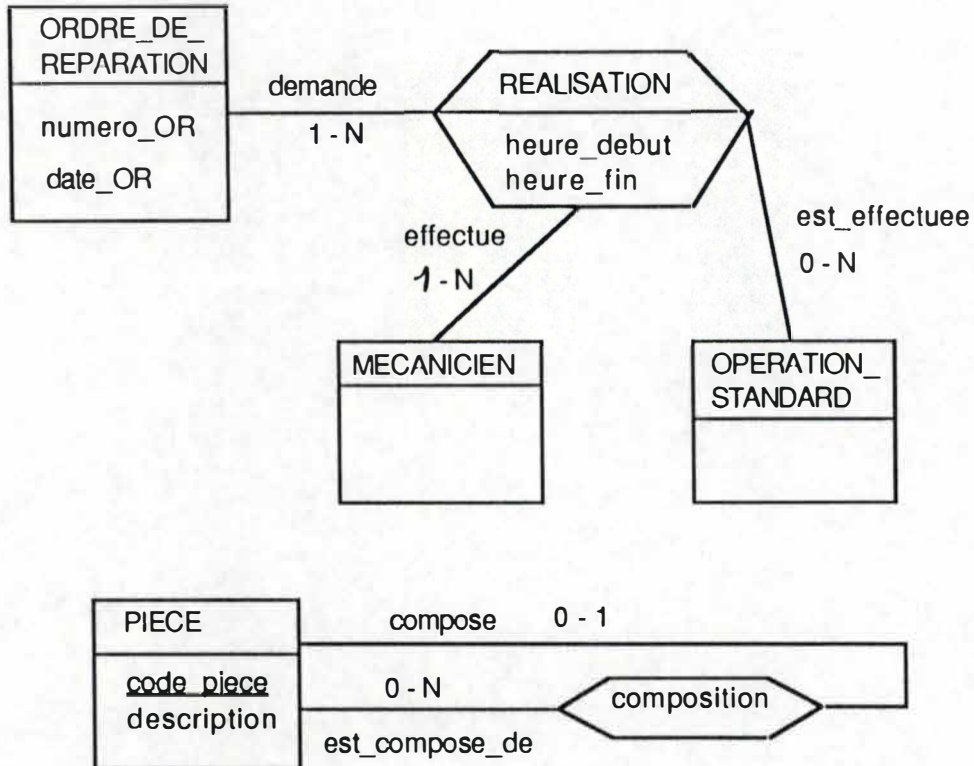 ORDRE_DE_
REPARATION
numero_OR
date_OR
demande
1 - N
REALISATION
heure_debut
heure_fin
effectue
1 - N
est_effectuee
0 - N
MECANICIEN
OPERATION_
STANDARD
PIECE
code_piece
description
compose 0 - 1
0 - N
est_compose_de
composition